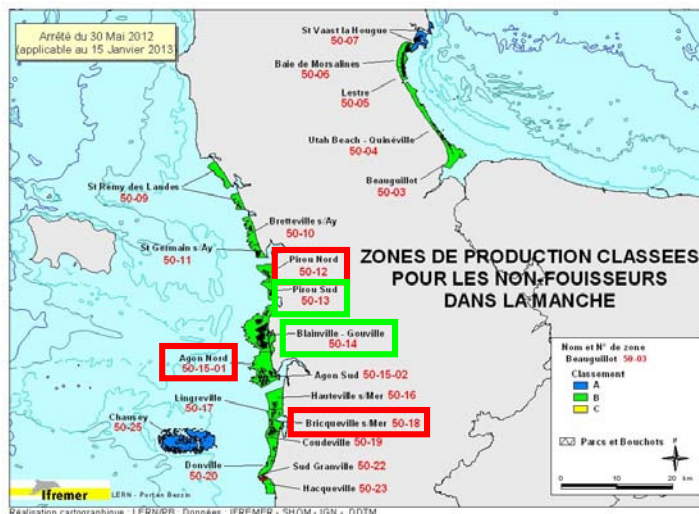 Arrêté du 30 Mai 2012
(applicable au 15 Janvier 2013)
St Vaast la Hougue
50-07
Baie de Morsalines
50-06
Lestre
50-05
Utah Beach - Quinéville
50-04
Beauguillot
50-03
St Rémy des Landes
50-09
Bretteville s/Ay
50-10
St Germain s/Ay
50-11
Pirou Nord
50-12
Pirou Sud
50-13
ZONES DE PRODUCTION CLASSEES
POUR LES NON-FOUISSEURS
DANS LA MANCHE
Blainville - Gouville
50-14
Agon Nord
50-15-01
Agon Sud 50-15-02
Hauteville s/Mer 50-16
Lingreville
50-17
Bricqueville s/Mer 50-18
Chausey
50-25
Coudeville 50-19
Donville
50-20
Sud Granville 50-22
Hacqueville 50-23
Nom et N° de zone
Beauguillot 50-03
Classement
A
B
C
Parcs et Bouchots
N
0 10 20 km
Ifremer
LERN - Port en Bessin
Réalisation cartographique : LERN/PB ; Données : IFREMER - SHOM - IGN - DDTM